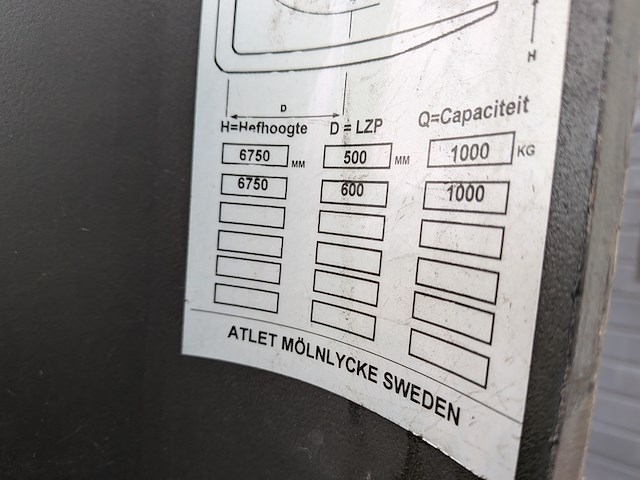 H
D
H=Hefhoogte D = LZP Q=Capaciteit
6750 MM 500 MM 1000 KG
6750 600 1000
ATLET MÖLNLYCKE SWEDEN